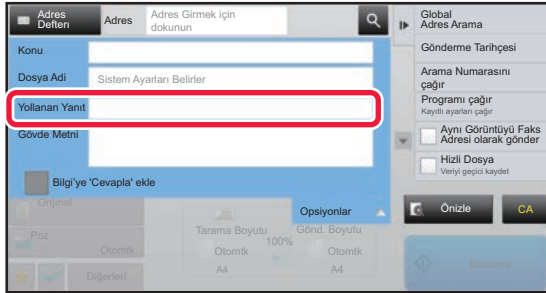 Adres
Defteri
Adres
Adres Girmek için
dokunun
Konu
Dosya Adi
Sistem Ayarları Belirler
Yollanan Yanıt
Gövde Metni
Bilgi'ye 'Cevapla' ekle
Orijinal
Opsiyonlar
Poz
Otomtk
Tarama Boyutu
Otomtk
A4
100%
Gönd. Boyutu
Otomtk
A4
Diğerleri
Global
Adres Arama
Gönderme Tarihçesi
Arama Numarasını
çağır
Programı çağır
Kayıtlı ayarları çağır
Aynı Görüntüyü Faks
Adresi olarak gönder
Hizli Dosya
Veriyi geçici kaydet
Önizle
CA